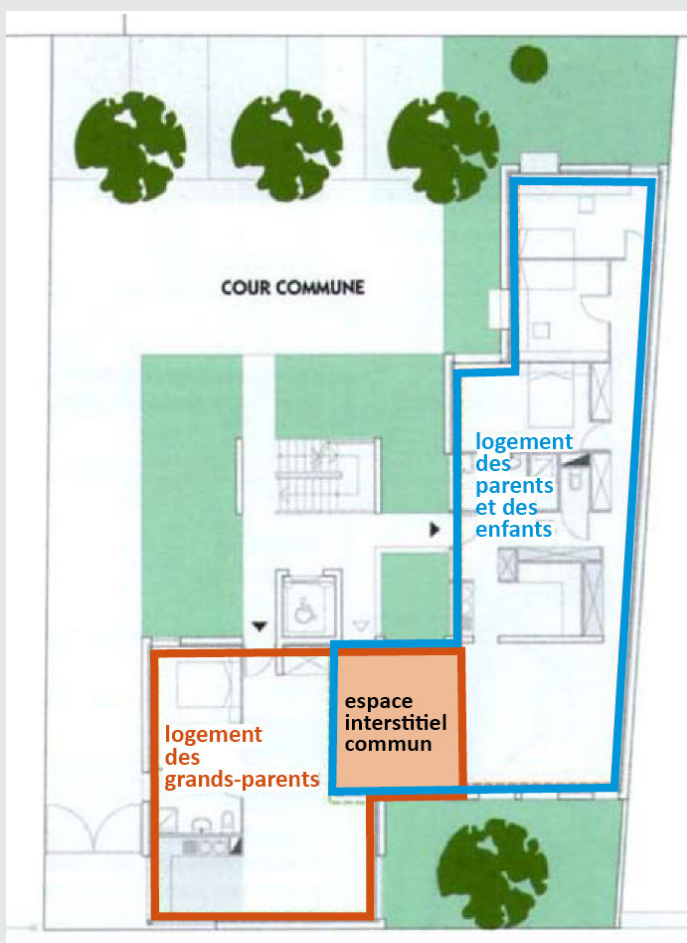 COUR COMMUNE
logement
des
parents
et des
enfants
espace
interstitiel
commun
logement
des
grands-parents